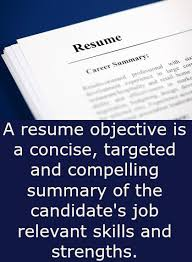 Resume
Career Summary:
A resume objective is
a concise, targeted
and compelling
summary of the
candidate's job
relevant skills and
strengths.